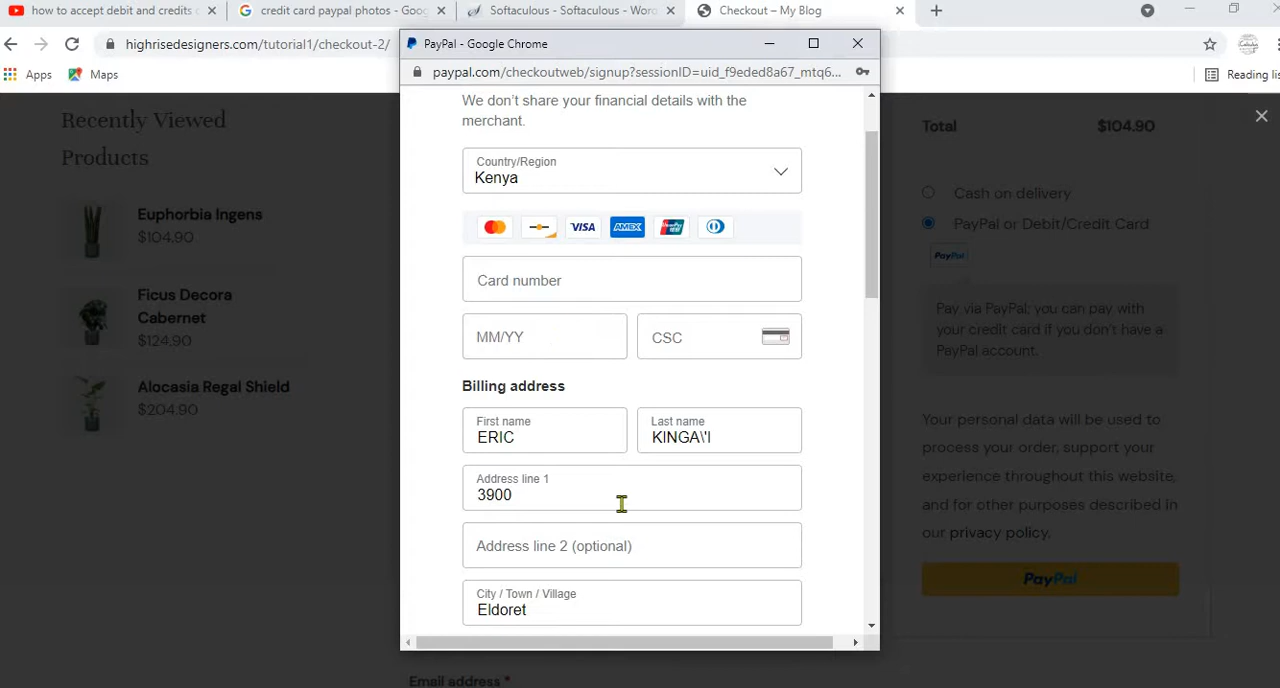 how to accept debit and credits c
credit card paypal photos - Goog
Softaculous - Softaculous - Word
Checkout – My Blog
PayPal - Google Chrome
highrisedesigners.com/tutorial1/checkout-2/
paypal.com/checkoutweb/signup?sessionID=uid_f9eded8a67_mtq6...
Apps
Maps
Reading list
Recently Viewed
Products
Euphorbia Ingens
$104.90
Ficus Decora
Cabernet
$124.90
Alocasia Regal Shield
$204.90
We don't share your financial details with the
merchant.
Country/Region
Kenya
VISA
AMEX
UnionPay
Card number
MM/YY
CSC
Billing address
First name
ERIC
Last name
KINGA\'I
Address line 1
3900
Address line 2 (optional)
City / Town / Village
Eldoret
Total
$104.90
Cash on delivery
PayPal or Debit/Credit Card
PayPal
Pay via PayPal; you can pay with
your credit card if you don't have a
PayPal account.
Your personal data will be used to
process your order, support your
experience throughout this website,
and for other purposes described in
our privacy policy.
PayPal
Email address *